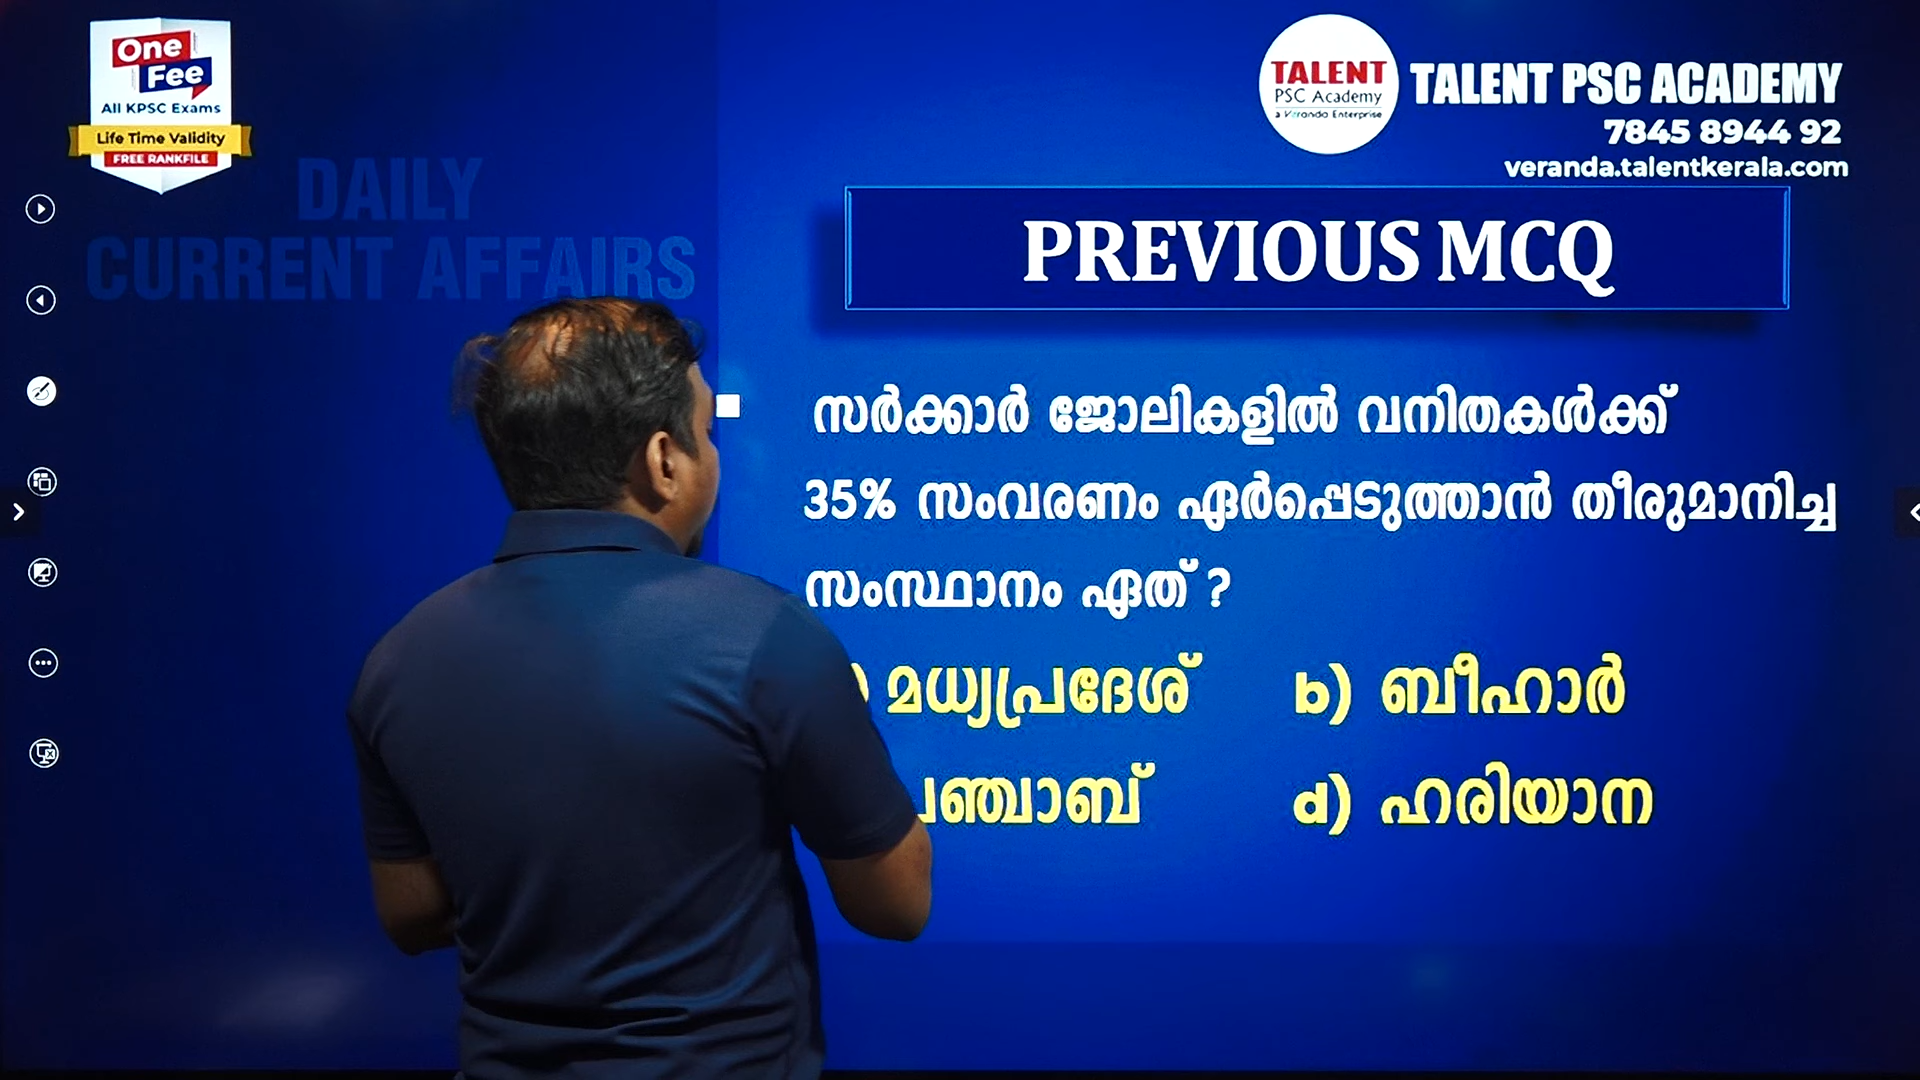 One
Fee
All KPSC Exams
Life Time Validity
FREE RANKFILE
TALENT
PSC Academy
a Veranda Enterprise
TALENT PSC ACADEMY
7845 8944 92
veranda.talentkerala.com
DAILY
CURRENT AFFAIRS
PREVIOUS MCQ
സർക്കാർ ജോലികളിൽ വനിതകൾക്ക്
35% സംവരണം ഏർപ്പെടുത്താൻ തീരുമാനിച്ച
സംസ്ഥാനം ഏത് ?
) മധ്യപ്രദേശ് b) ബീഹാർ
d) ഹരിയാന